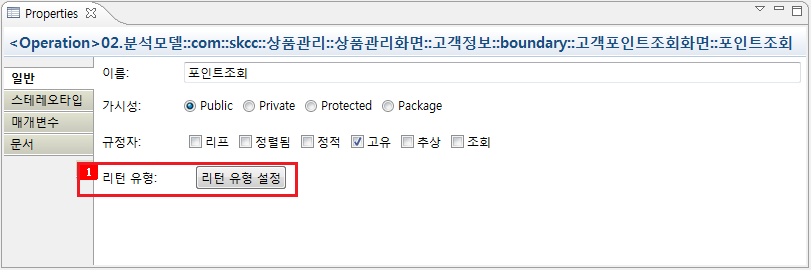 Properties
<Operation>02.분석모델::com::skcc::상품관리::상품관리화면::고객정보::boundary::고객포인트조회화면::포인트조회
일반
스테레오타입
매개변수
문서
이름: 포인트조회
가시성: Public Private Protected Package
규정자: 리프 정렬됨 정적 고유 추상 조회
1
리턴 유형: 리턴 유형 설정